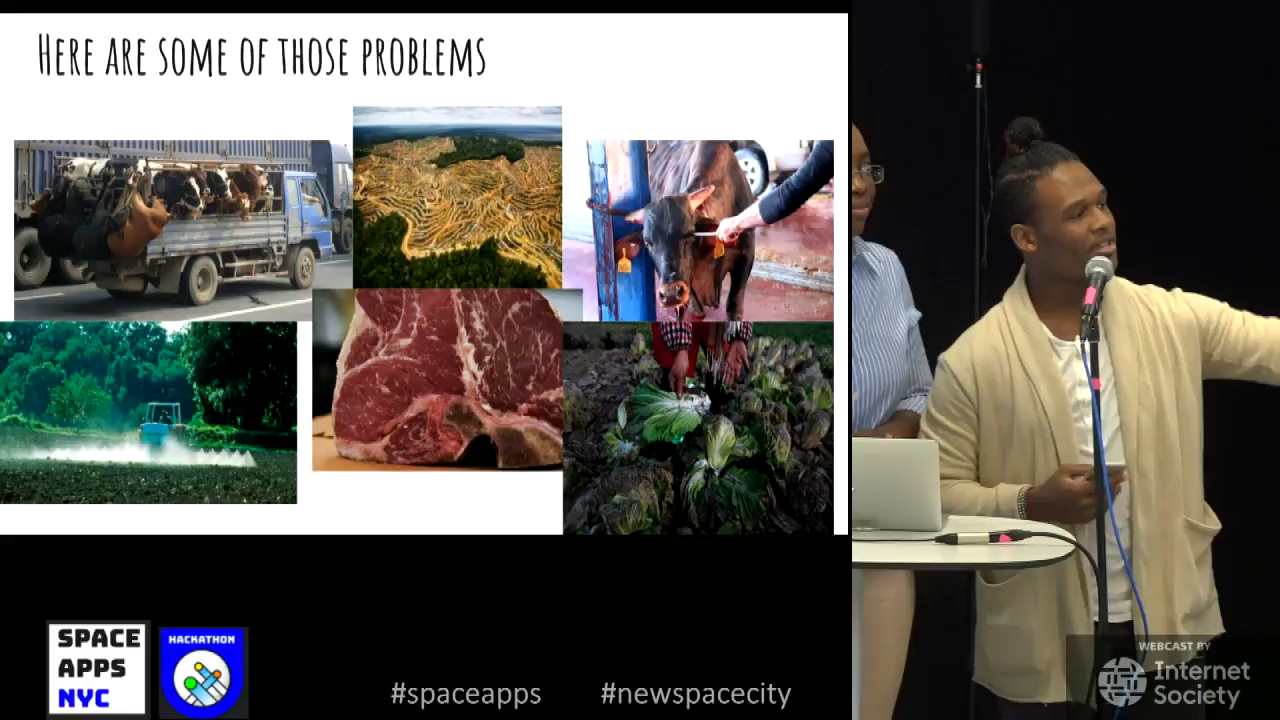 HERE ARE SOME OF THOSE PROBLEMS
SPACE
APPS
NYC
HACKATHON
#spaceapps
#newspacecity
WEBCAST BY
Internet
Society